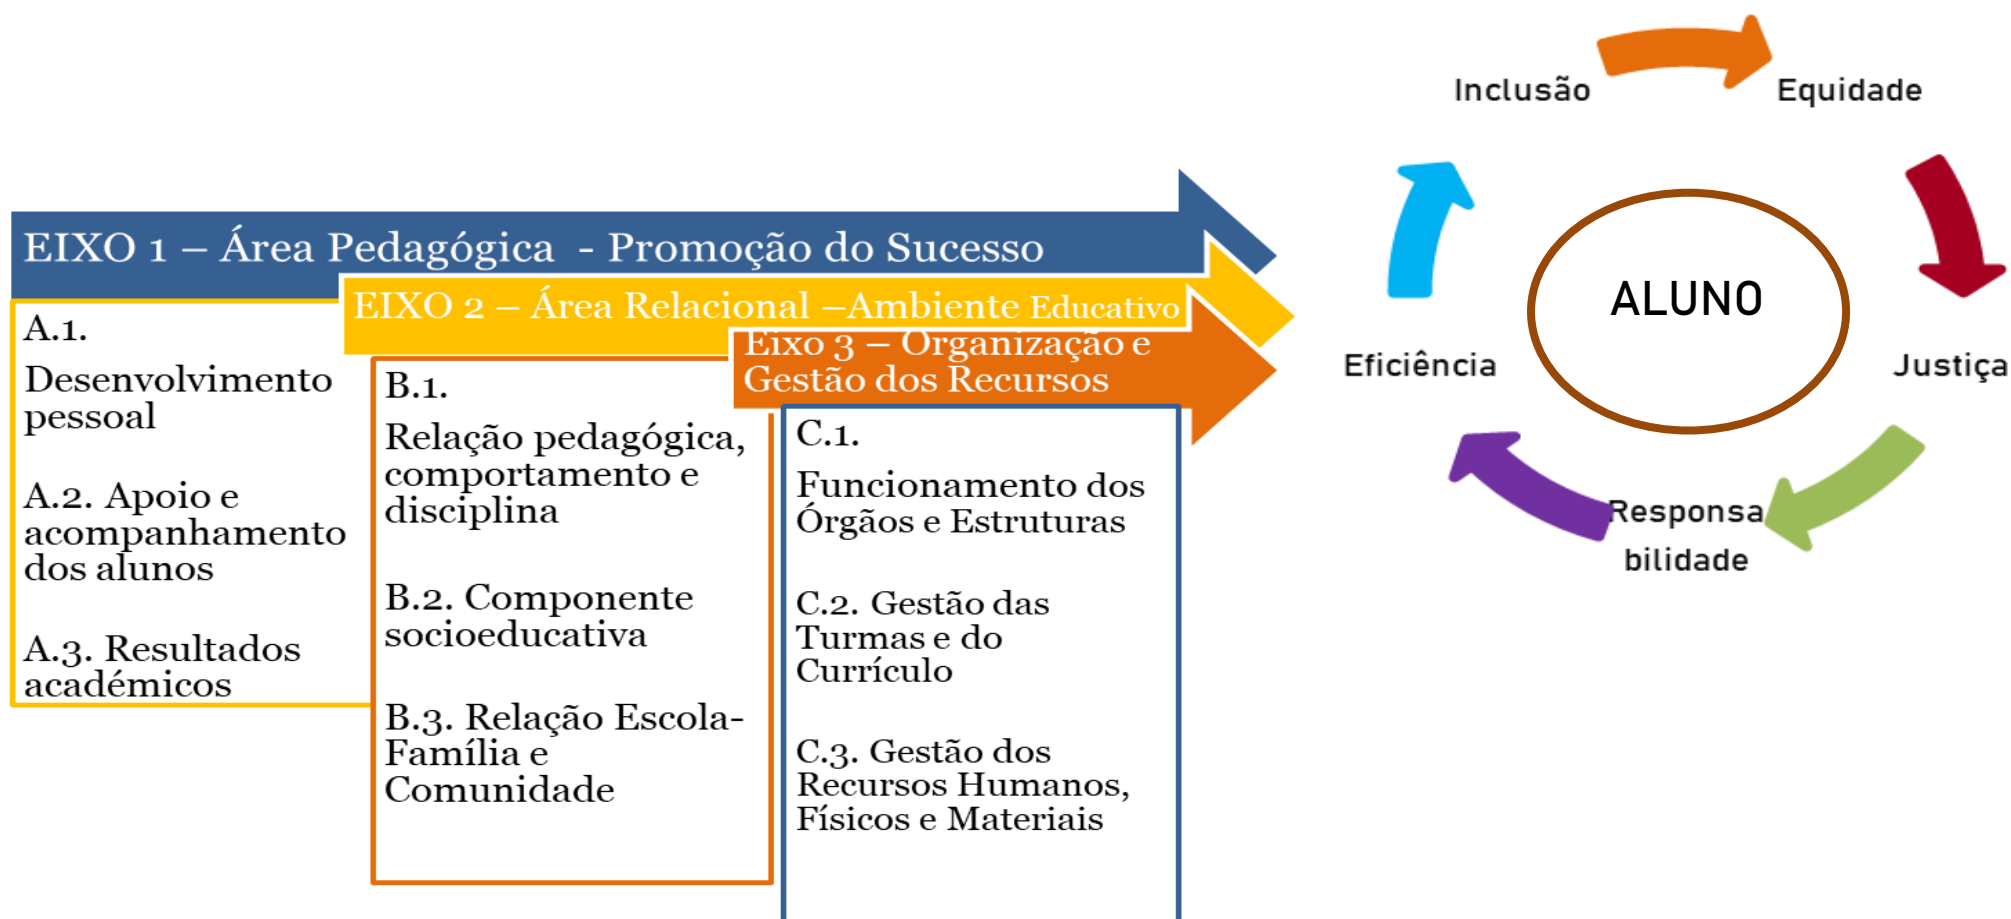 EIXO 1 – Área Pedagógica - Promoção do Sucesso
A.1.
Desenvolvimento
pessoal
A.2. Apoio e
acompanhamento
dos alunos
A.3. Resultados
académicos
EIXO 2 – Área Relacional –Ambiente Educativo
B.1.
Relação pedagógica,
comportamento e
disciplina
B.2. Componente
socioeducativa
B.3. Relação Escola-
Família e
Comunidade
Eixo 3 – Organização e
Gestão dos Recursos
C.1.
Funcionamento dos
Órgãos e Estruturas
C.2. Gestão das
Turmas e do
Currículo
C.3. Gestão dos
Recursos Humanos,
Físicos e Materiais
Inclusão
Equidade
Justiça
Responsa
bilidade
Eficiência
ALUNO